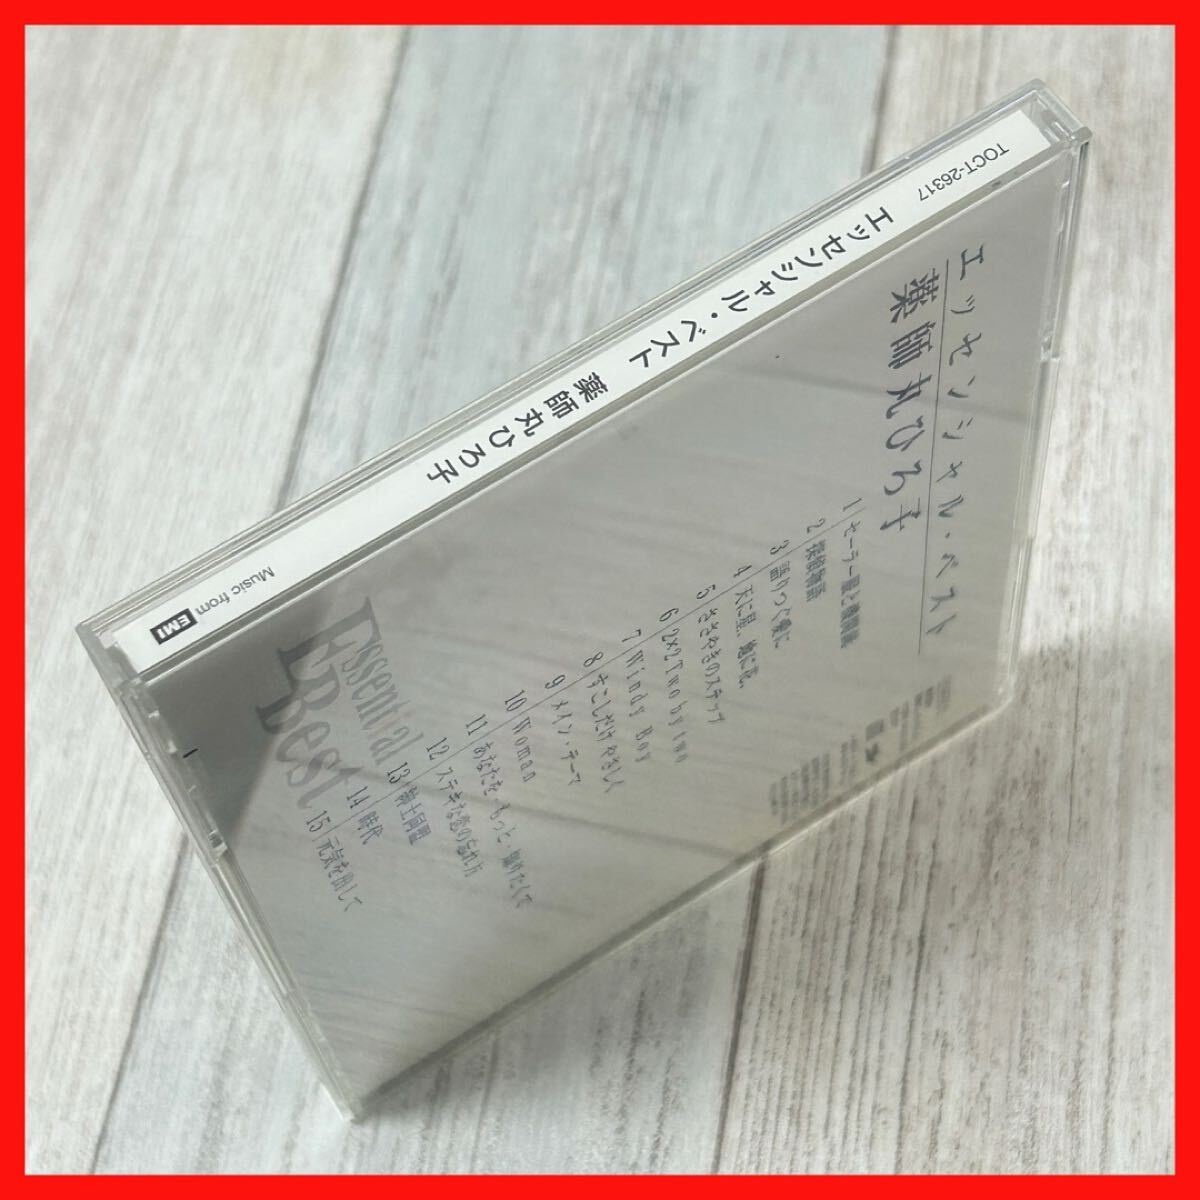 TOCT-26317
エッセンシャル・ベスト 薬師丸ひろ子
Music from EMI
エッセンシャル・ベスト
薬師丸ひろ子
1 セーラー服と機関銃
2 探偵物語
3 語りつぐ愛に
4 天に星、地に花。
5 ささやきのステップ
6 2×2 Two by two
7 Windy Boy
8 すこしだけやさしく
9 メイン・テーマ
10 Woman
11 あなたを・もっと・知りたくて
12 ステキな恋の忘れ方
13 紳士同盟
14 時代
15 元気を出して
Essential
Best